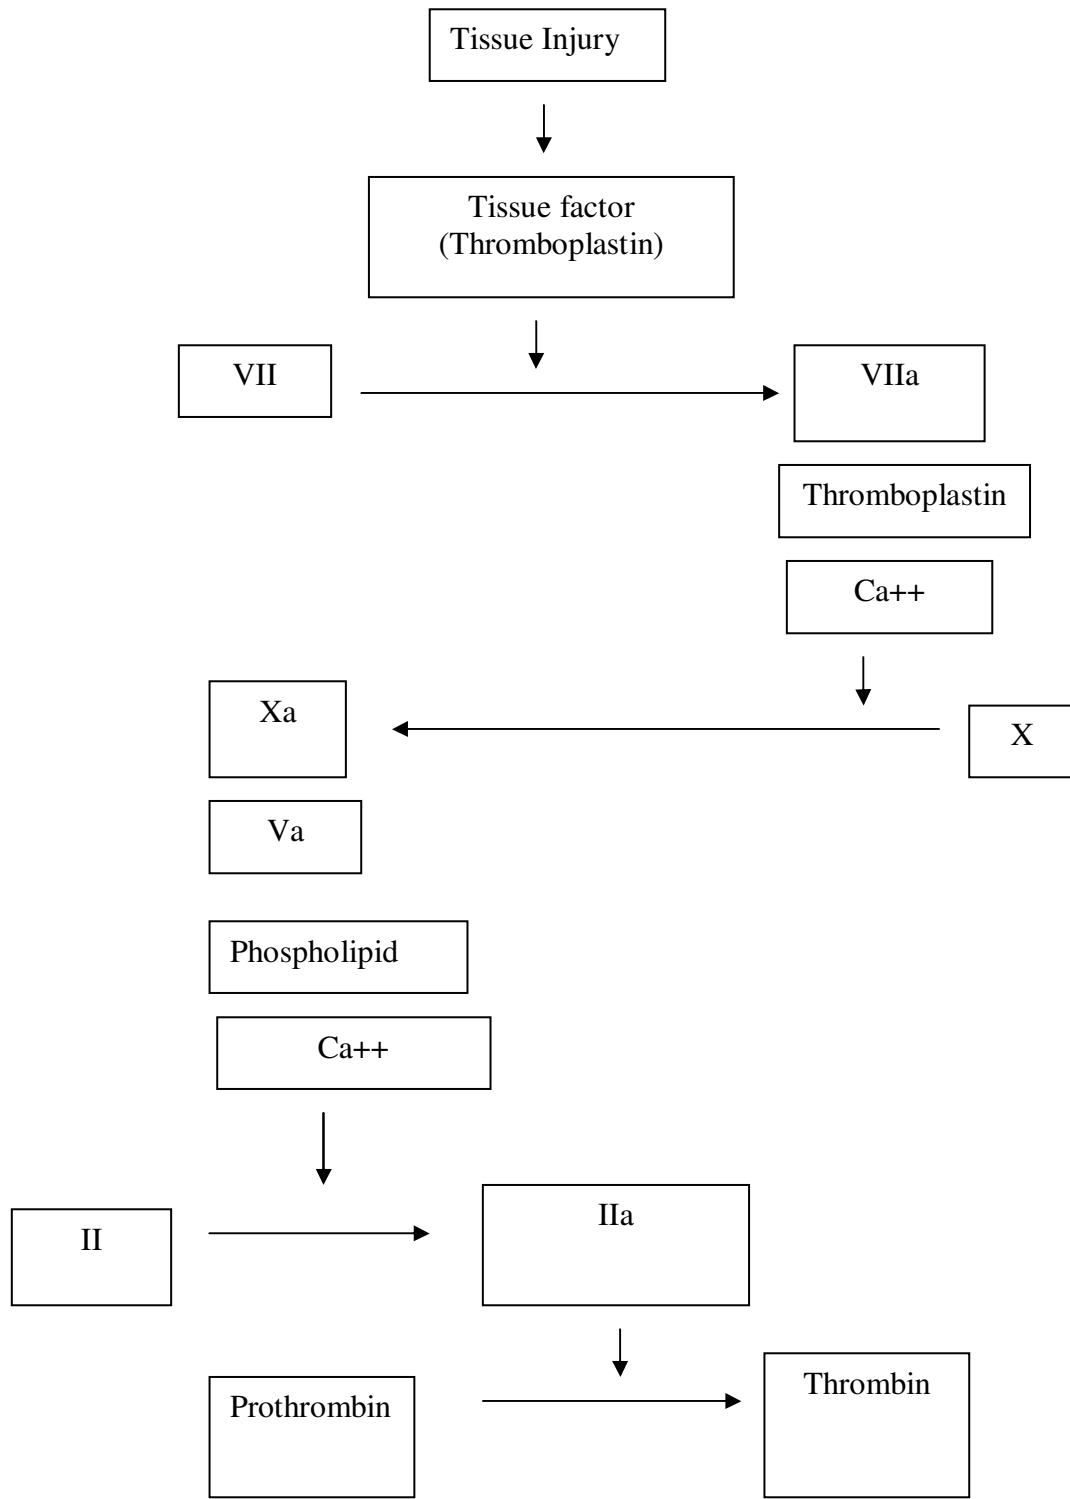 Tissue Injury
Tissue factor
(Thromboplastin)
VII
VIIa
Thromboplastin
Ca++
Xa
X
Va
Phospholipid
Ca++
II
IIa
Prothrombin
Thrombin